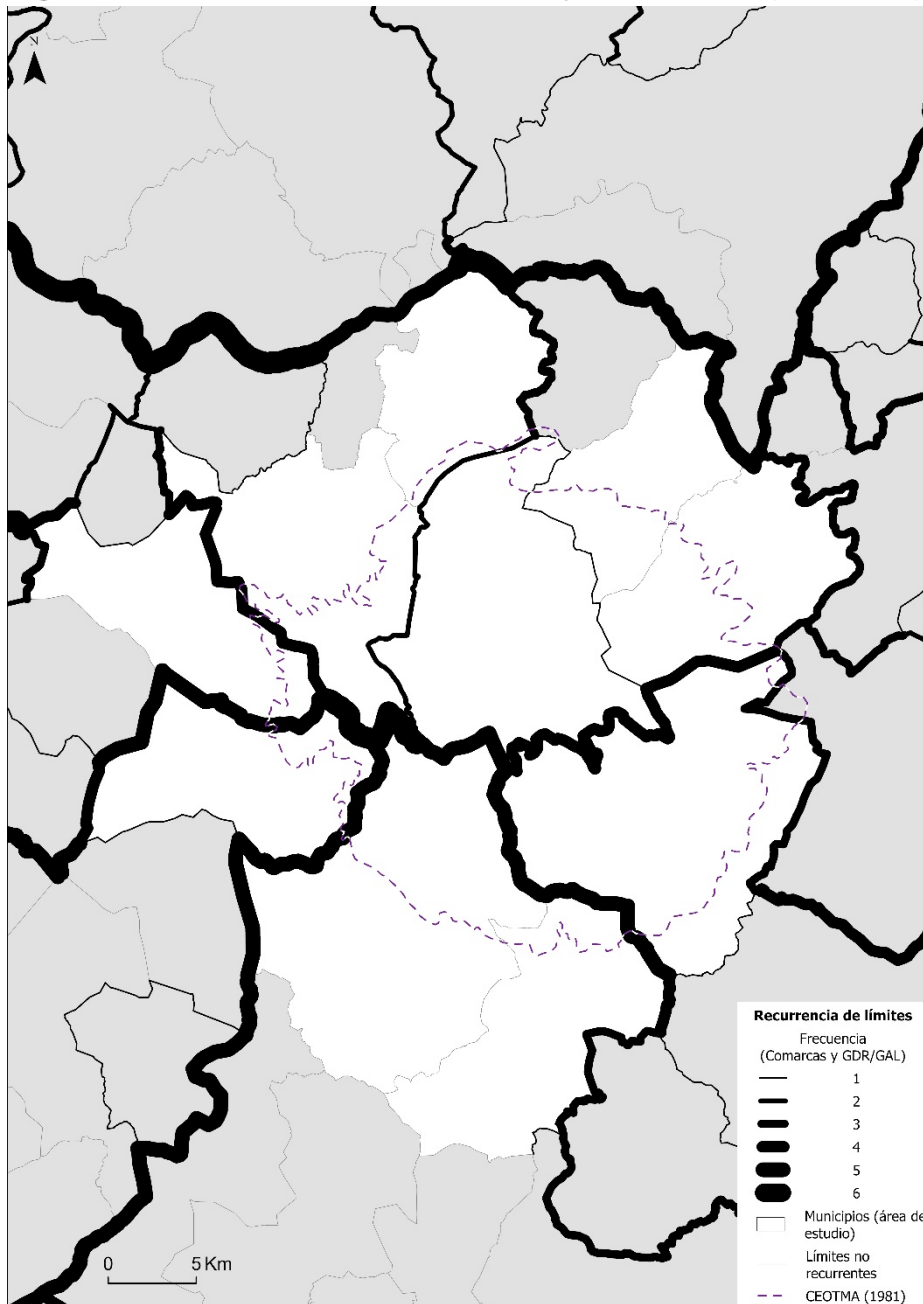 N
Recurrencia de límites
Frecuencia
(Comarcas y GDR/GAL)
1
2
3
4
5
6
Municipios (área de
estudio)
Límites no
recurrentes
CEOTMA (1981)
0 5 Km